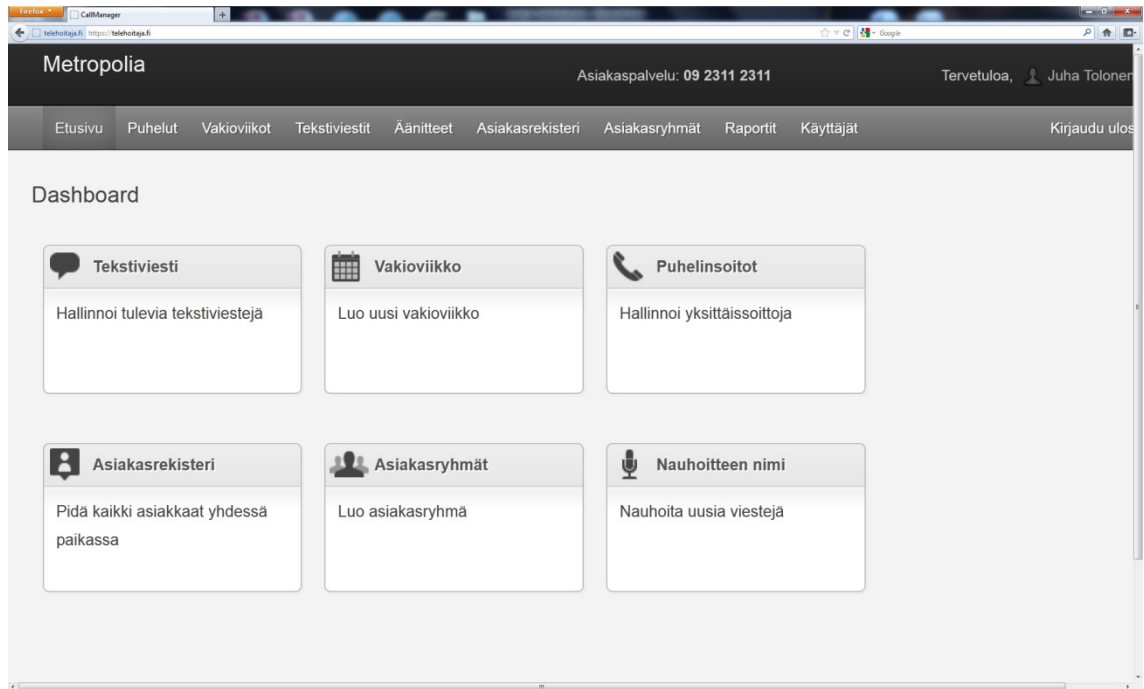 Firefox
CallManager
telehoitaja.fi https://telehoitaja.fi
Google
Metropolia
Asiakaspalvelu: 09 2311 2311
Tervetuloa, Juha Tolonen
Etusivu Puhelut Vakioviikot Tekstiviestit Äänitteet Asiakasrekisteri Asiakasryhmät Raportit Käyttäjät Kirjaudu ulos
Dashboard
Tekstiviesti
Hallinnoi tulevia tekstiviestejä
Vakioviikko
Luo uusi vakioviikko
Puhelinsoitot
Hallinnoi yksittäissoittoja
Asiakasrekisteri
Pidä kaikki asiakkaat yhdessä
paikassa
Asiakasryhmät
Luo asiakasryhmä
Nauhoitteen nimi
Nauhoita uusia viestejä